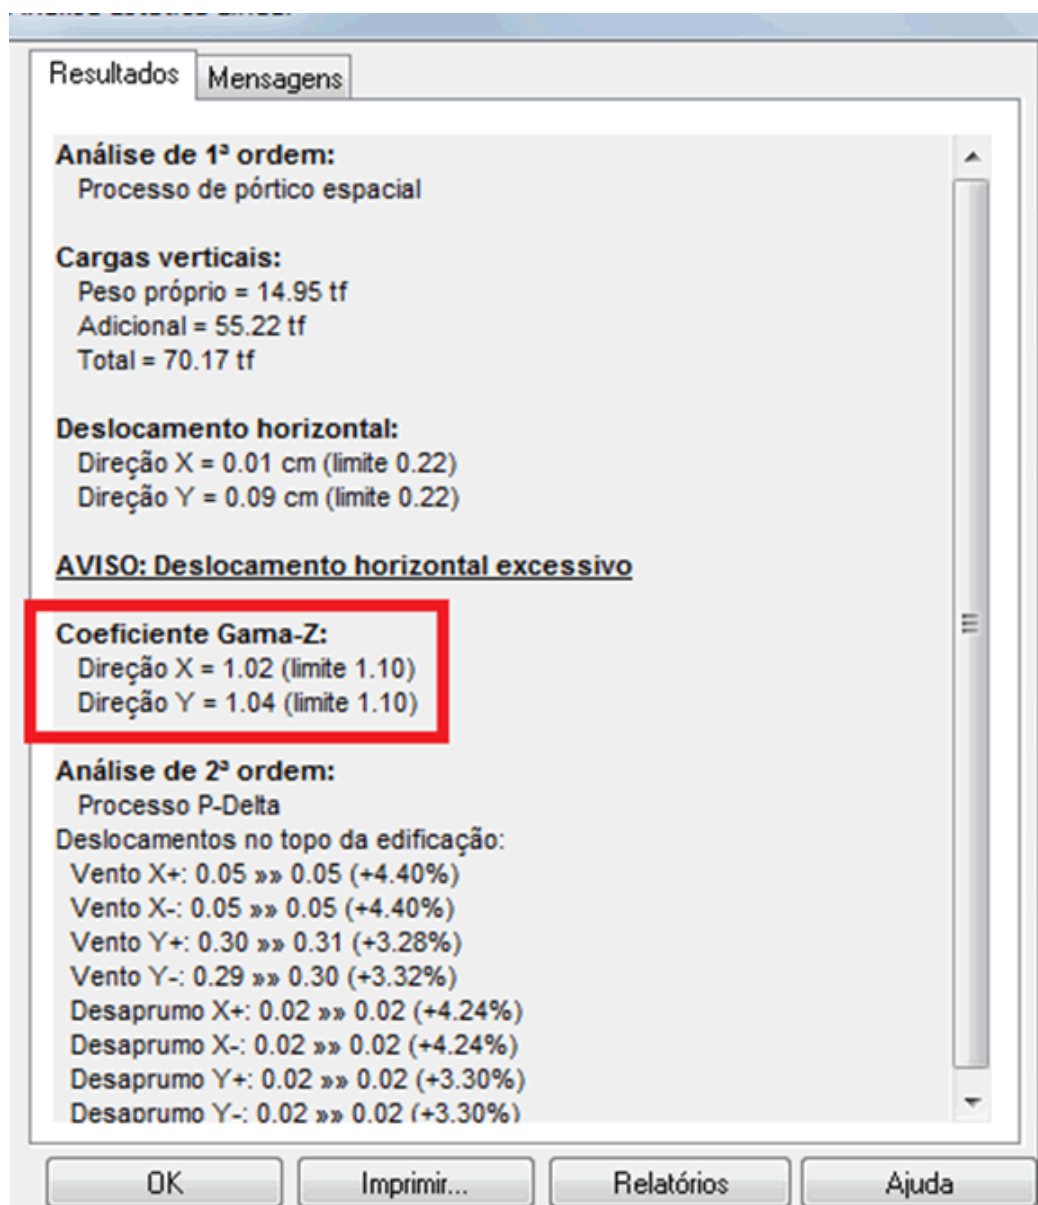 Resultados
Mensagens
Análise de 1ª ordem:
Processo de pórtico espacial
Cargas verticais:
Peso próprio = 14.95 tf
Adicional = 55.22 tf
Total = 70.17 tf
Deslocamento horizontal:
Direção X = 0.01 cm (limite 0.22)
Direção Y = 0.09 cm (limite 0.22)
AVISO: Deslocamento horizontal excessivo
Coeficiente Gama-Z:
Direção X = 1.02 (limite 1.10)
Direção Y = 1.04 (limite 1.10)
Análise de 2ª ordem:
Processo P-Delta
Deslocamentos no topo da edificação:
Vento X+: 0.05 »» 0.05 (+4.40%)
Vento X-: 0.05 »» 0.05 (+4.40%)
Vento Y+: 0.30 »» 0.31 (+3.28%)
Vento Y-: 0.29 »» 0.30 (+3.32%)
Desaprumo X+: 0.02 »» 0.02 (+4.24%)
Desaprumo X-: 0.02 »» 0.02 (+4.24%)
Desaprumo Y+: 0.02 »» 0.02 (+3.30%)
Desaprumo Y-: 0.02 »» 0.02 (+3.30%)
OK
Imprimir...
Relatórios
Ajuda